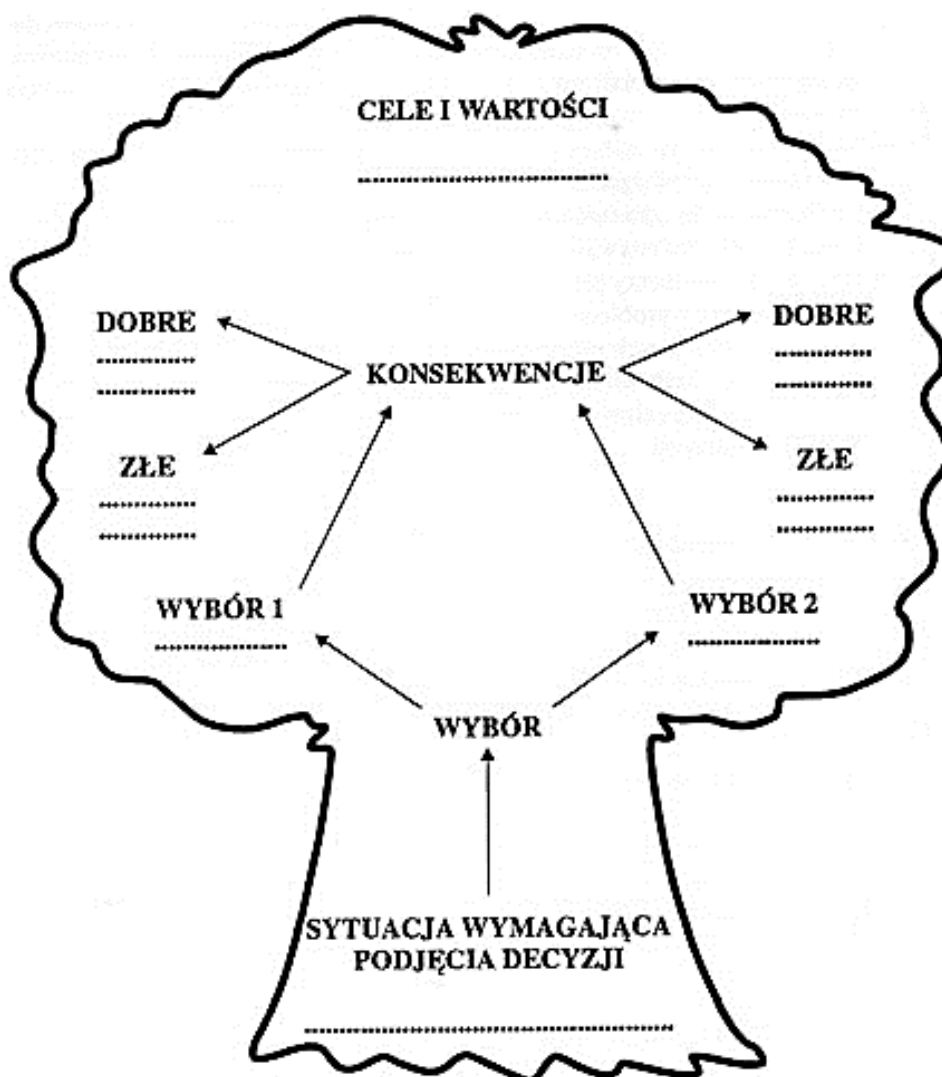 CELE I WARTOŚCI
DOBRE
DOBRE
KONSEKWENCJE
ZŁE
ZŁE
WYBÓR 1
WYBÓR 2
WYBÓR
SYTUACJA WYMAGAJĄCA
PODJĘCIA DECYZJI